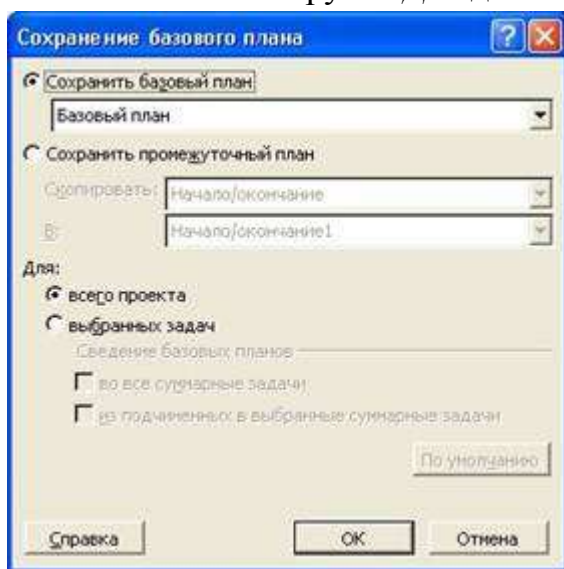 Сохранение базового плана
Сохранить базовый план
Базовый план
Сохранить промежуточный план
Скопировать: Начало/окончание
В: Начало/окончание1
Для:
всего проекта
выбранных задач
Сведение базовых планов
во все суммарные задачи
из подчиненных в выбранные суммарные задачи
По умолчанию
Справка ОК Отмена